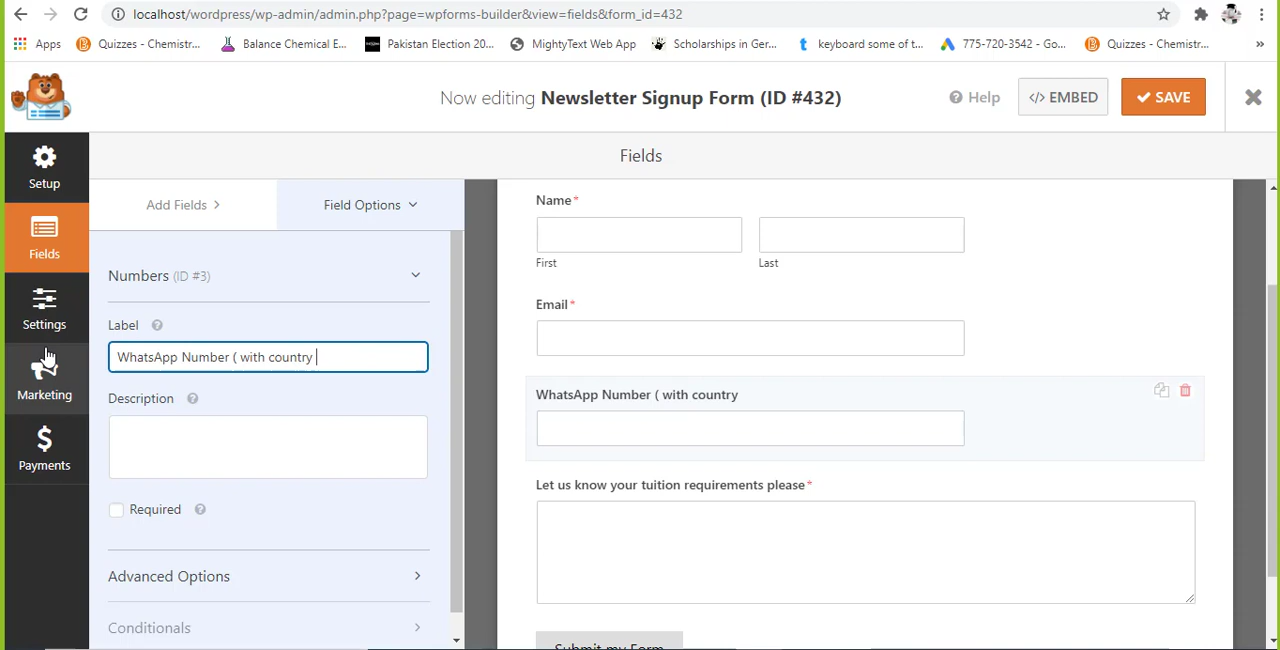 localhost/wordpress/wp-admin/admin.php?page=wpforms-builder&view=fields&form_id=432
Apps Quizzes - Chemistr... Balance Chemical E... Pakistan Election 20... MightyText Web App Scholarships in Ger... keyboard some of t... 775-720-3542 - Go... Quizzes - Chemistr... »
Now editing Newsletter Signup Form (ID #432) Help </> EMBED SAVE
Fields
Setup
Fields
Settings
Marketing
Payments
Add Fields Field Options
Numbers (ID #3)
Label
WhatsApp Number ( with country
Description
Required
Advanced Options
Conditionals
Name*
First Last
Email*
WhatsApp Number ( with country
Let us know your tuition requirements please*
Submit my Form